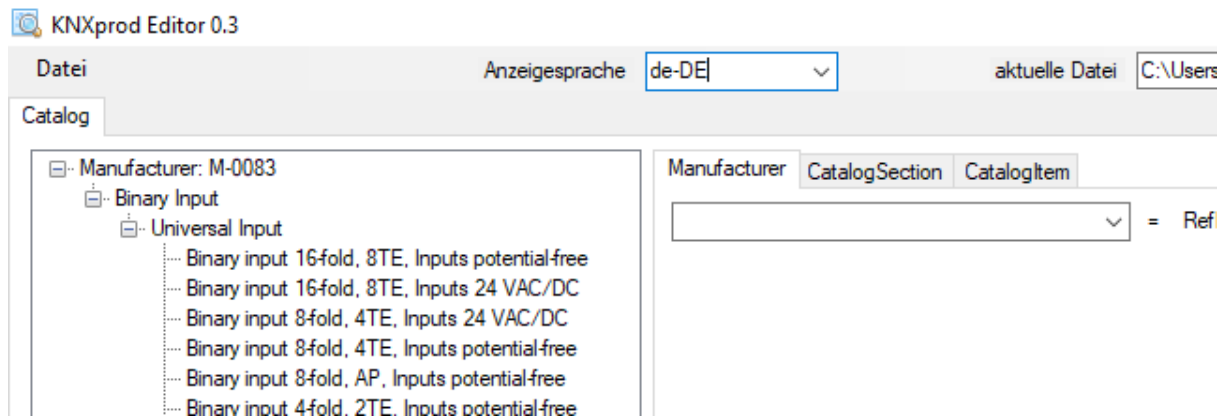 KNXprod Editor 0.3
Datei Anzeigesprache de-DE aktuelle Datei C:\Users
Catalog
Manufacturer: M-0083
Binary Input
Universal Input
Binary input 16-fold, 8TE, Inputs potential-free
Binary input 16-fold, 8TE, Inputs 24 VAC/DC
Binary input 8-fold, 4TE, Inputs 24 VAC/DC
Binary input 8-fold, 4TE, Inputs potential-free
Binary input 8-fold, AP, Inputs potential-free
Binary input 4-fold, 2TE, Inputs potential-free
Manufacturer CatalogSection CatalogItem
=